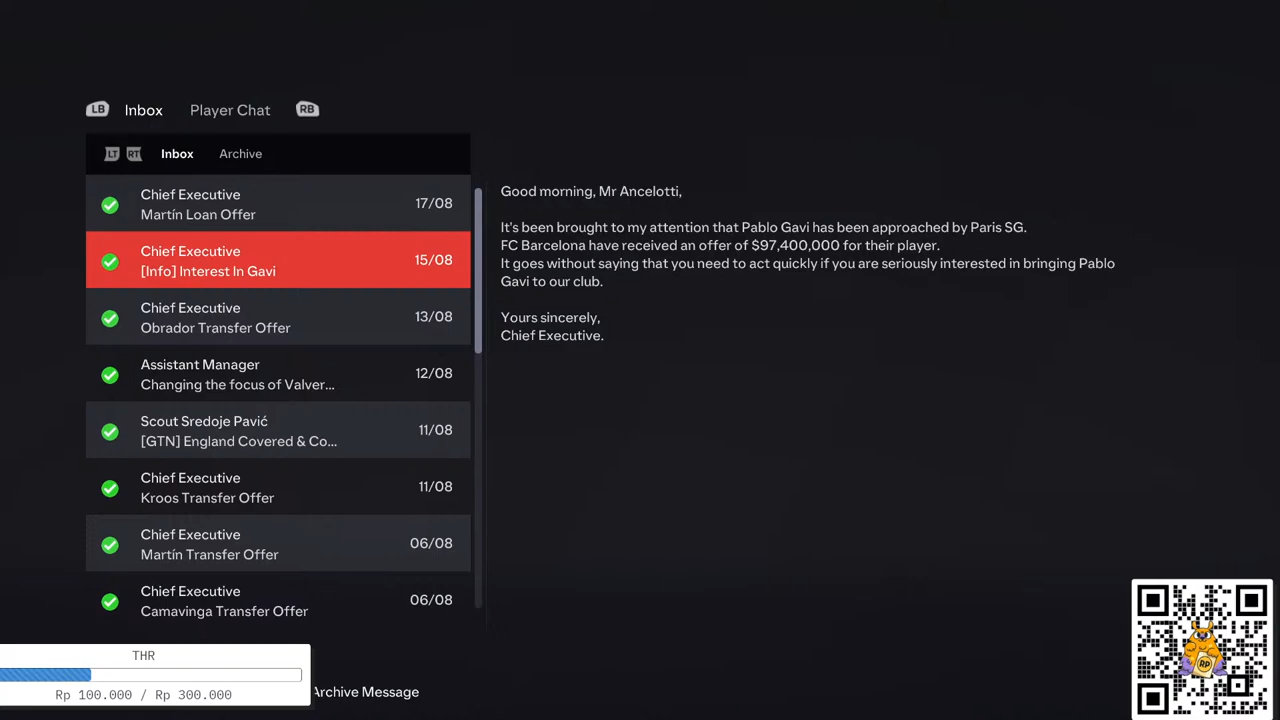 LB Inbox Player Chat RB
LT RT Inbox Archive
Chief Executive
Martín Loan Offer
17/08
Chief Executive
[Info] Interest In Gavi
15/08
Chief Executive
Obrador Transfer Offer
13/08
Assistant Manager
Changing the focus of Valver...
12/08
Scout Sredoje Pavić
[GTN] England Covered & Co...
11/08
Chief Executive
Kroos Transfer Offer
11/08
Chief Executive
Martín Transfer Offer
06/08
Chief Executive
Camavinga Transfer Offer
06/08
Good morning, Mr Ancelotti,
It's been brought to my attention that Pablo Gavi has been approached by Paris SG.
FC Barcelona have received an offer of $97,400,000 for their player.
It goes without saying that you need to act quickly if you are seriously interested in bringing Pablo
Gavi to our club.
Yours sincerely,
Chief Executive.
THR
Rp 100.000 / Rp 300.000
Archive Message
RP